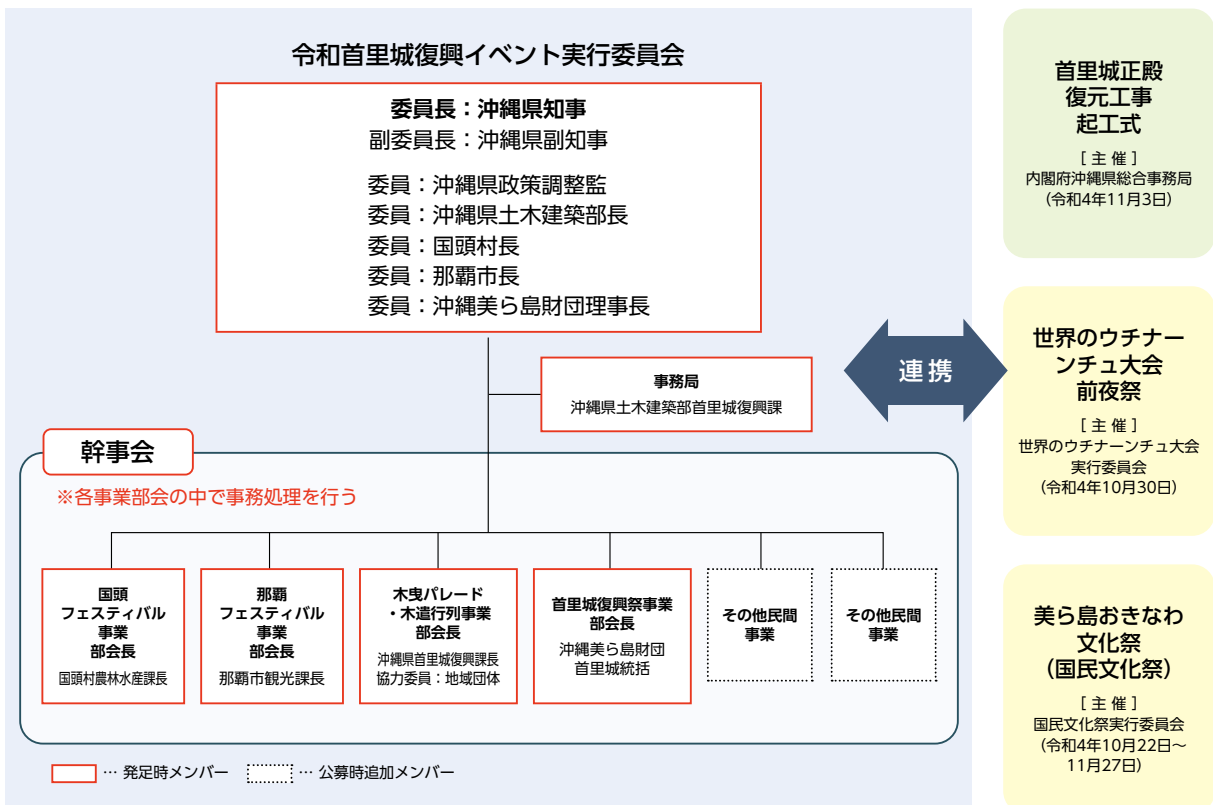 令和首里城復興イベント実行委員会
委員長：沖縄県知事
副委員長：沖縄県副知事
委員：沖縄県政策調整監
委員：沖縄県土木建築部長
委員：国頭村長
委員：那覇市長
委員：沖縄美ら島財団理事長
事務局
沖縄県土木建築部首里城復興課
幹事会
※各事業部会の中で事務処理を行う
国頭
フェスティバル
事業
部会長
国頭村農林水産課長
那覇
フェスティバル
事業
部会長
那覇市観光課長
木曳パレード
・木遣行列事業
部会長
沖縄県首里城復興課長
協力委員：地域団体
首里城復興祭事業
部会長
沖縄美ら島財団
首里城統括
その他民間
事業
その他民間
事業
… 発足時メンバー
… 公募時追加メンバー
連携
首里城正殿
復元工事
起工式
［主催］
内閣府沖縄県総合事務局
（令和4年11月3日）
世界のウチナー
ンチュ大会
前夜祭
［主催］
世界のウチナーンチュ大会
実行委員会
（令和4年10月30日）
美ら島おきなわ
文化祭
（国民文化祭）
［主催］
国民文化祭実行委員会
（令和4年10月22日～
11月27日）